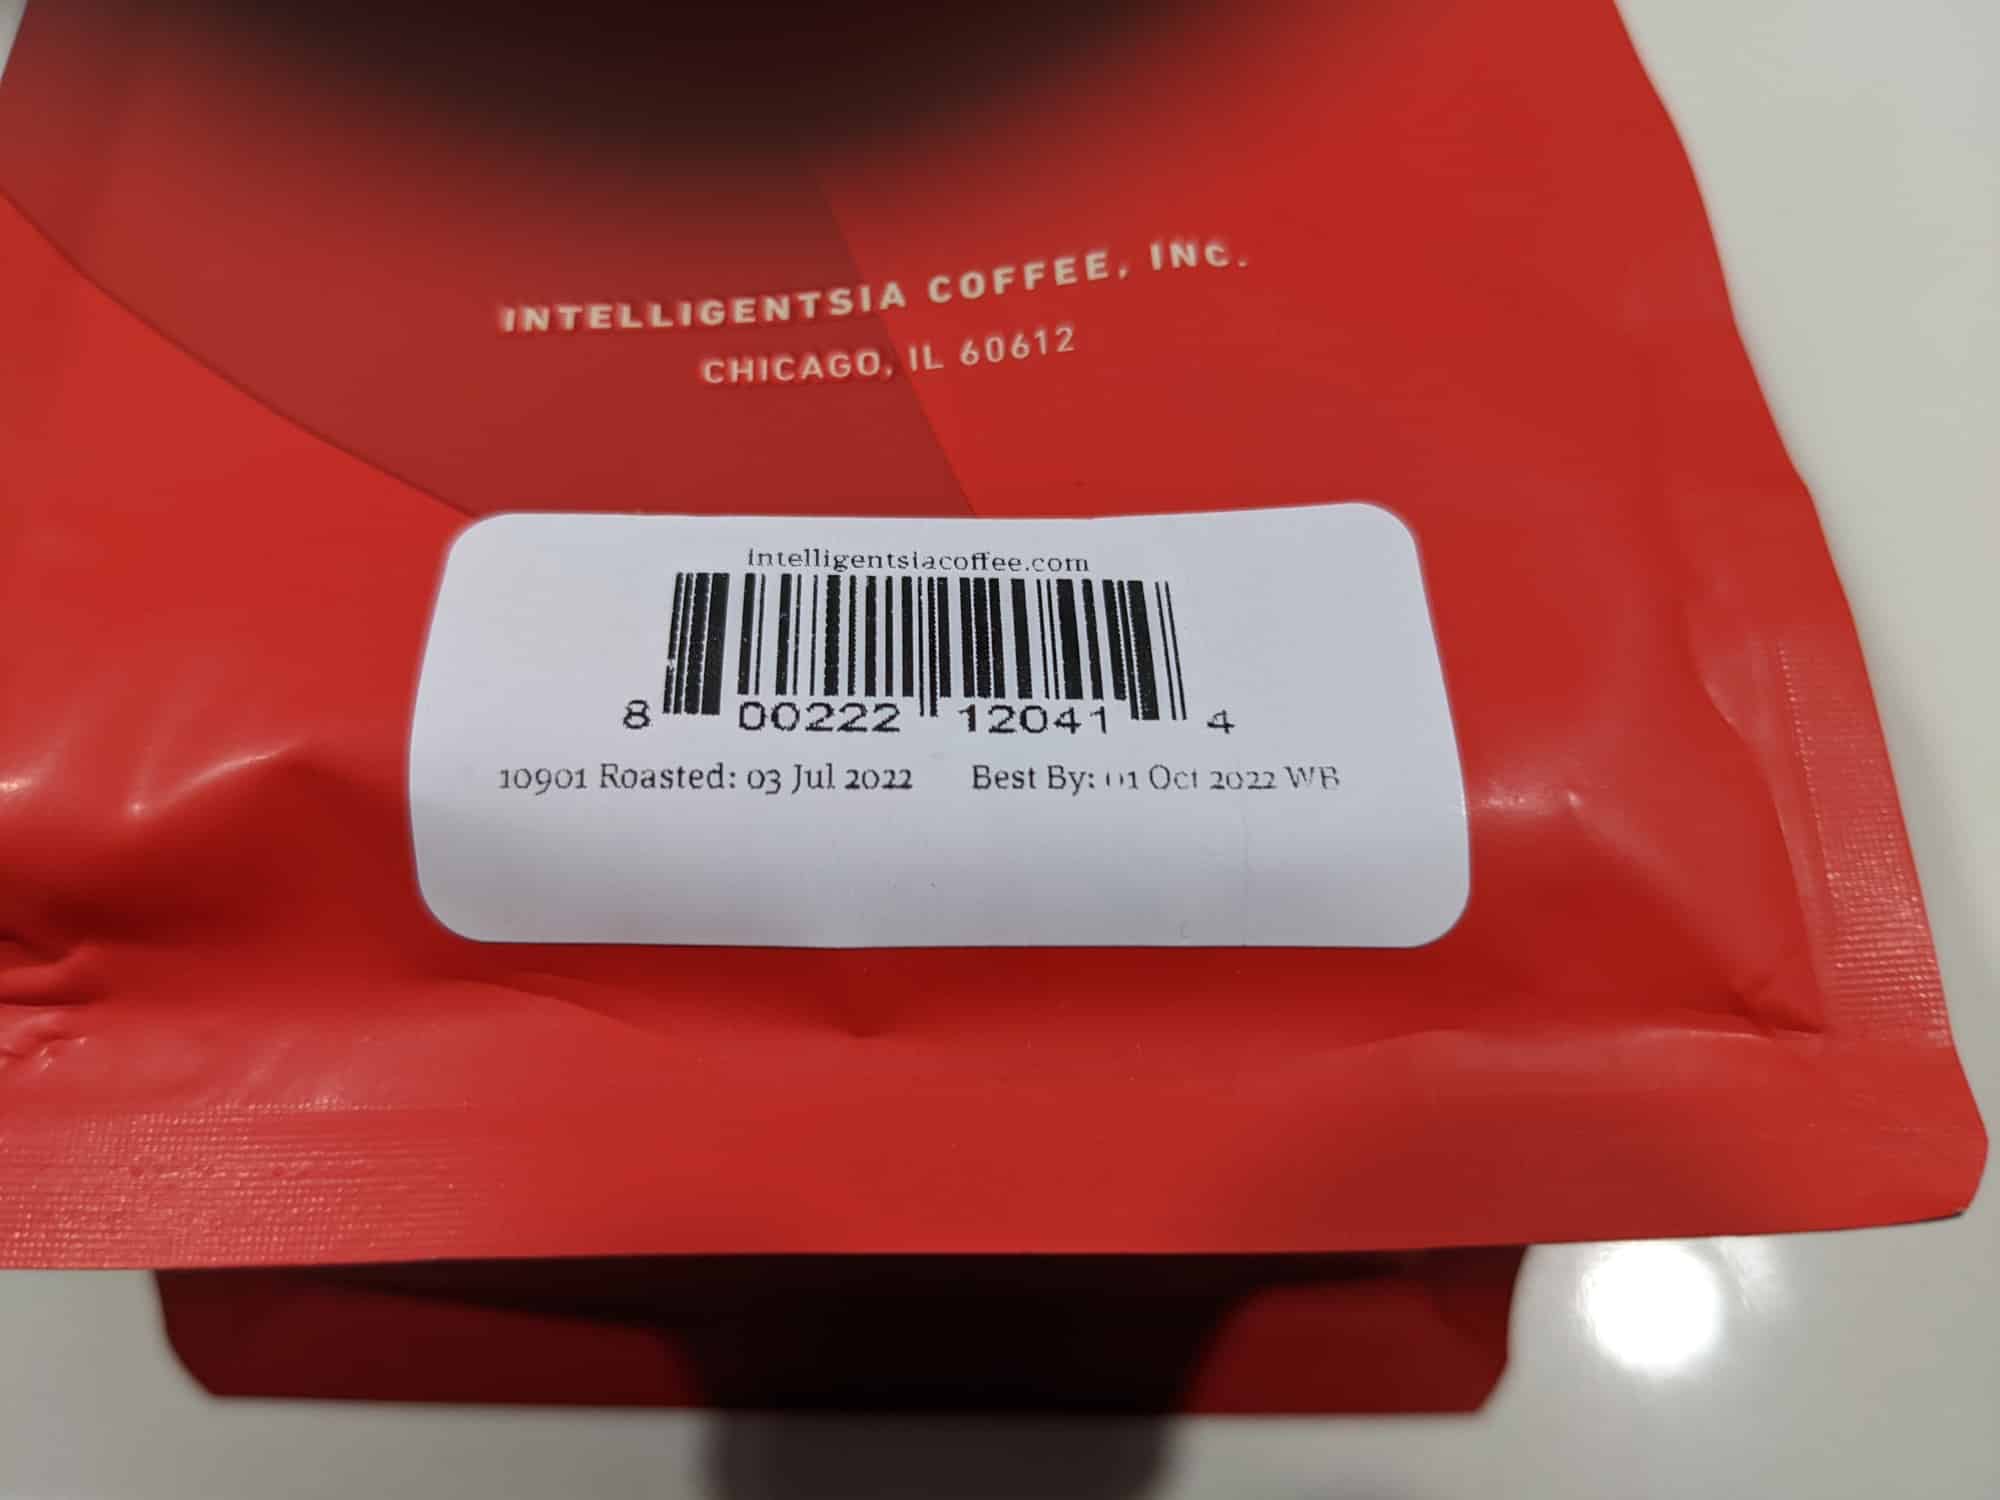 INTELLIGENTSIA COFFEE, INC.
CHICAGO, IL 60612
intelligentsiacoffee.com
8 00222 12041 4
10901 Roasted: 03 Jul 2022 Best By: 01 Oct 2022 WB